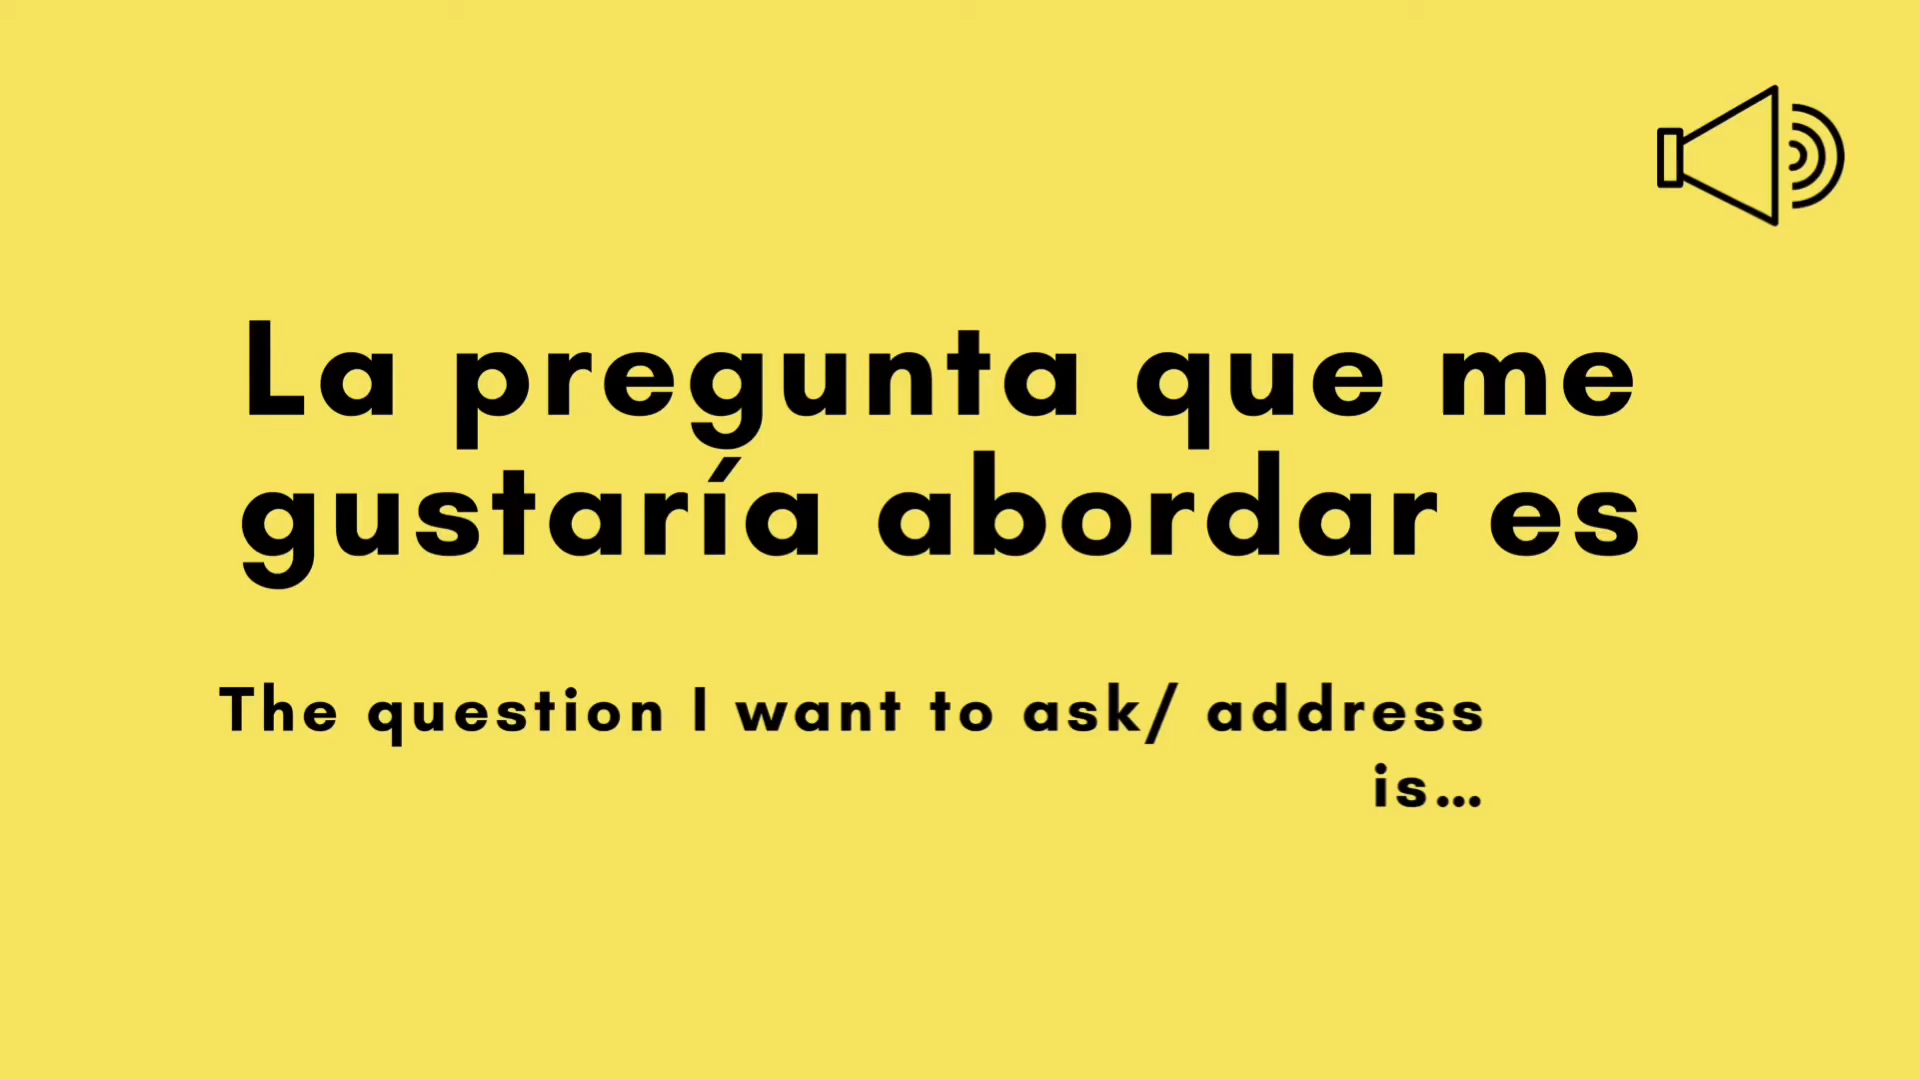 La pregunta que me
gustaría abordar es
The question I want to ask/ address
is...